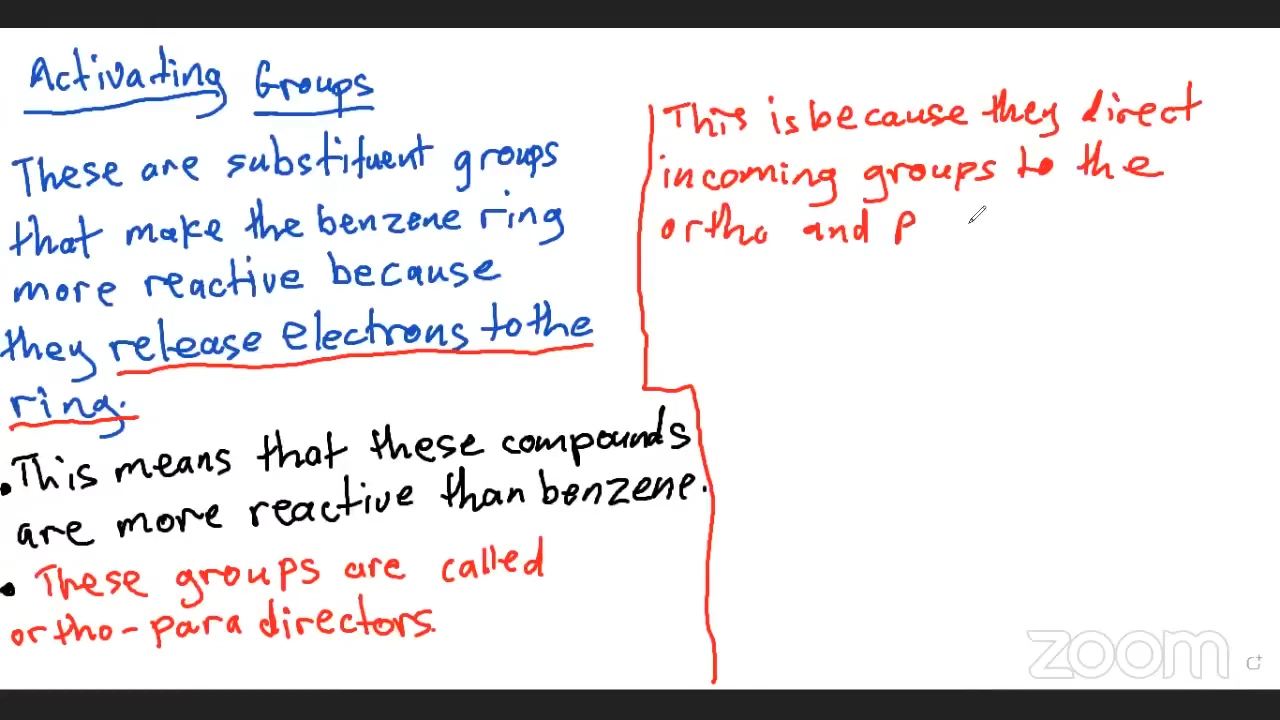 Activating Groups
These are substituent groups
that make the benzene ring
more reactive because
they release electrons to the
ring.
• This means that these compounds
are more reactive than benzene.
• These groups are called
ortho-para directors.
This is because they direct
incoming groups to the
ortho and p
zoom